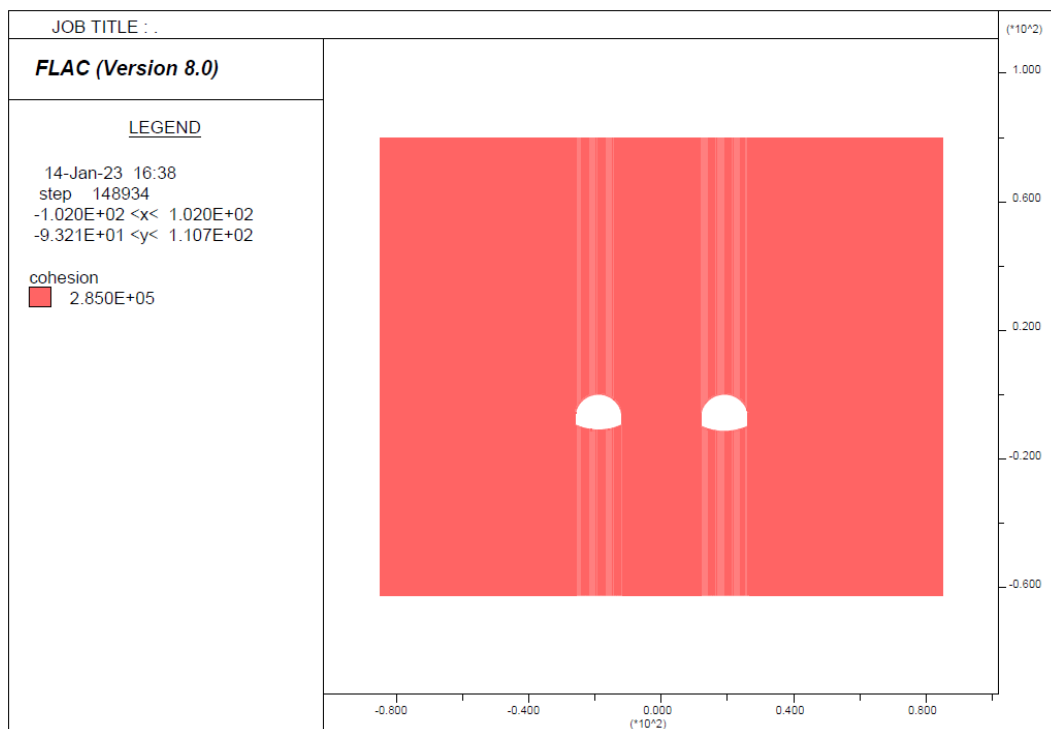 JOB TITLE : .
FLAC (Version 8.0)
LEGEND
14-Jan-23 16:38
step 148934
-1.020E+02 <x< 1.020E+02
-9.321E+01 <y< 1.107E+02
cohesion
2.850E+05
(*10^2)
1.000
0.600
0.200
-0.200
-0.600
-0.800 -0.400 0.000 0.400 0.800
(*10^2)